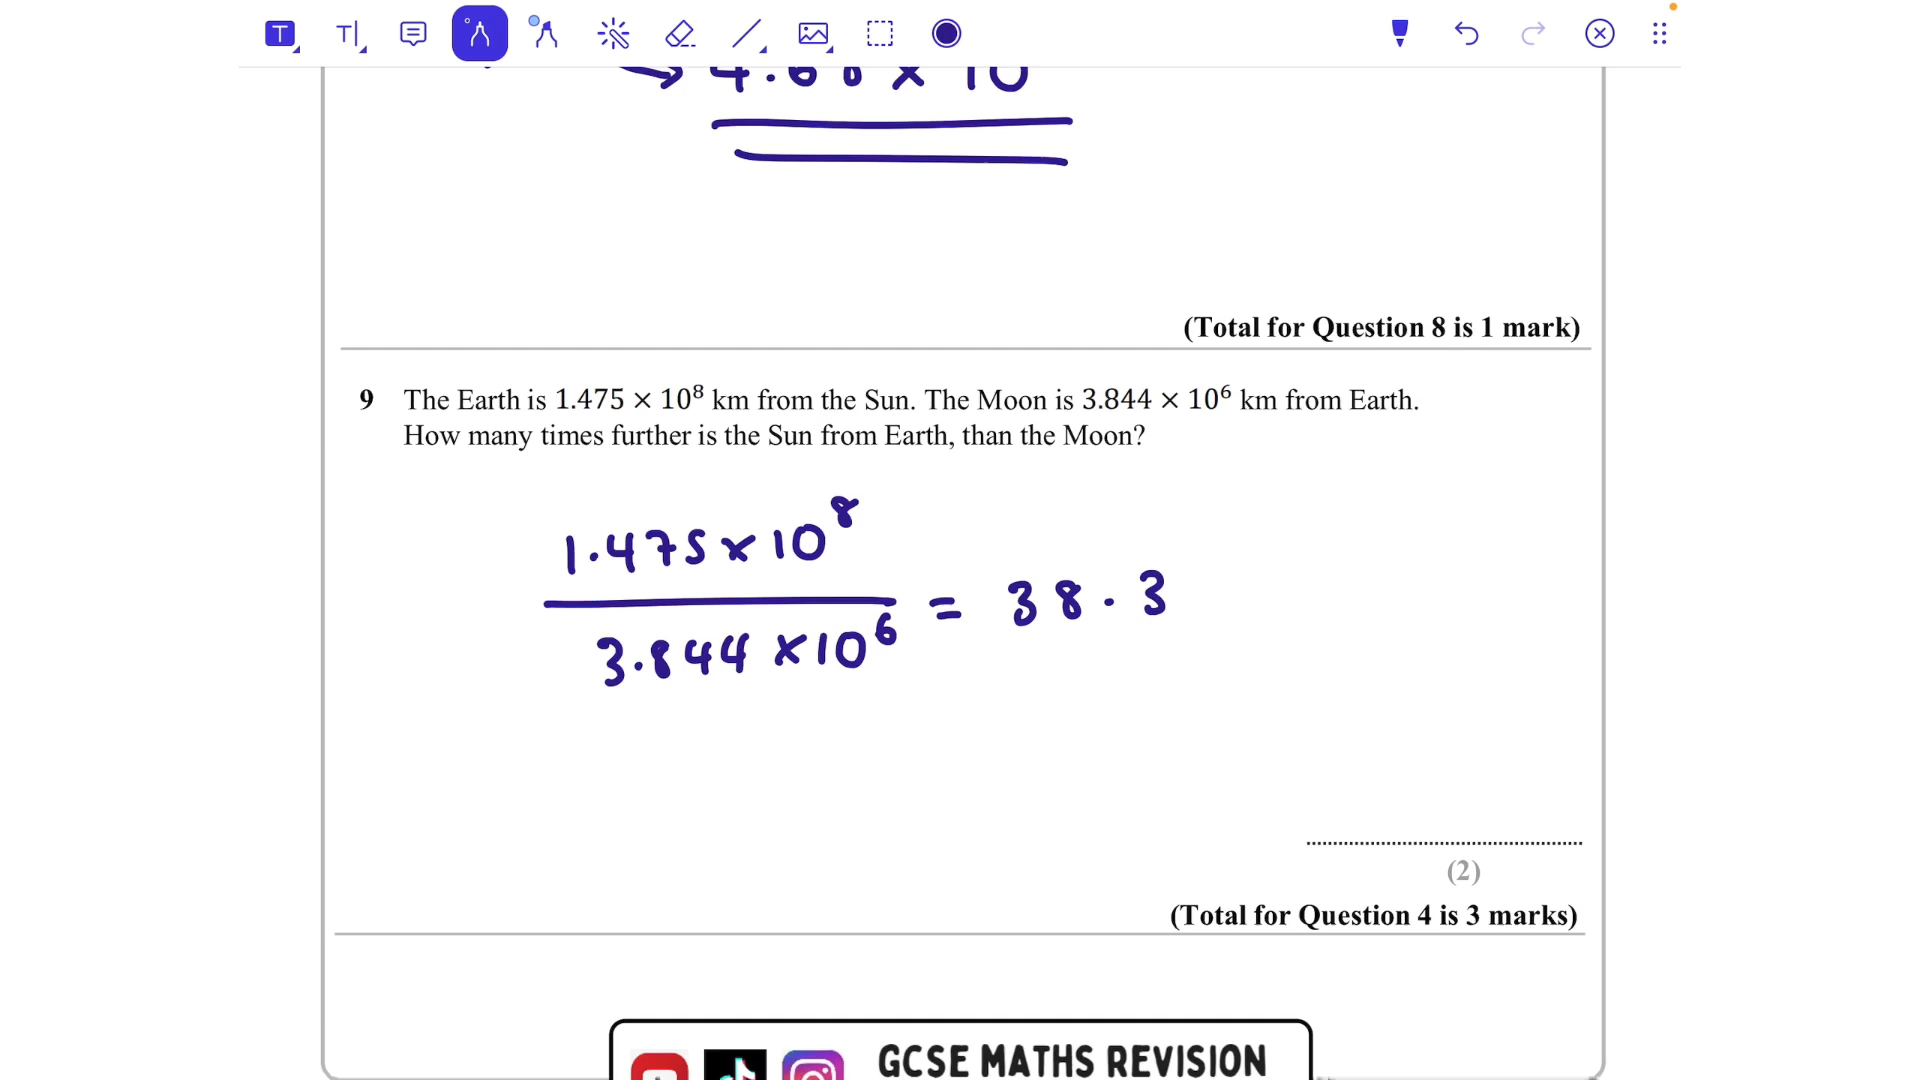 T T|
(Total for Question 8 is 1 mark)
9 The Earth is 1.475 × 10⁸ km from the Sun. The Moon is 3.844 × 10⁶ km from Earth.
How many times further is the Sun from Earth, than the Moon?
1.475 × 10⁸
= 38.3
3.844 × 10⁶
(2)
(Total for Question 4 is 3 marks)
GCSE MATHS REVISION